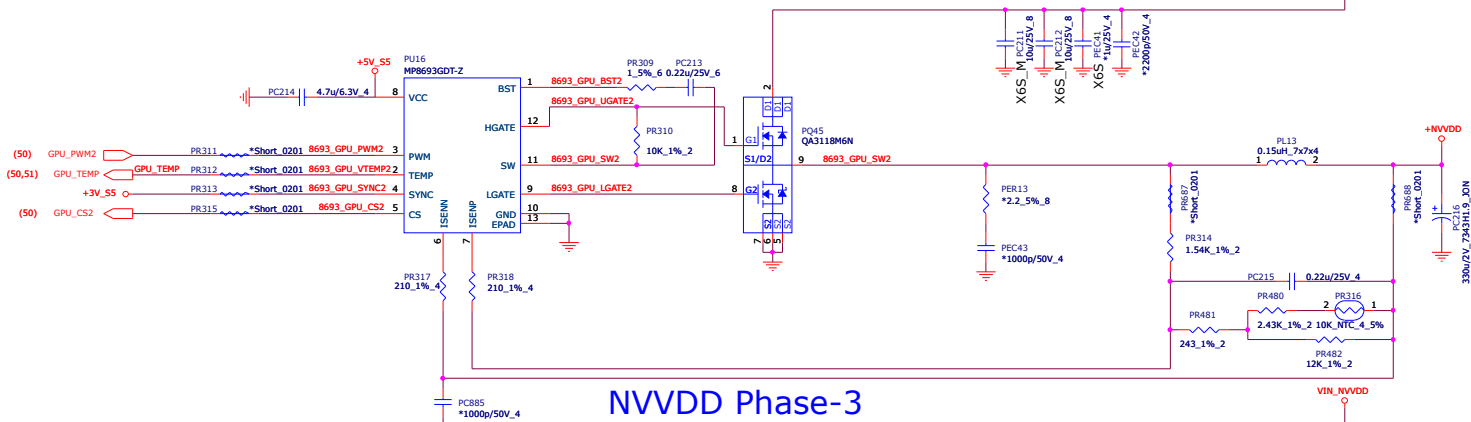 PC211
10u/25V_8
X6S_M
PC212
10u/25V_8
X6S_M
PEC41
*1u/25V_4
X6S
PEC42
*2200p/50V_4
+5V_S5
PU16
MP8693GDT-Z
PC214
4.7u/6.3V_4
8
VCC
BST
1
8693_GPU_BST2
PR309
1_5%_6
PC213
0.22u/25V_6
HGATE
12
8693_GPU_UGATE2
PR310
10K_1%_2
(50)
GPU_PWM2
PR311
*Short_0201
8693_GPU_PWM2
3
PWM
SW
11
8693_GPU_SW2
(50,51)
GPU_TEMP
GPU_TEMP
PR312
*Short_0201
8693_GPU_VTEMP2
2
TEMP
+3V_S5
PR313
*Short_0201
8693_GPU_SYNC2
4
SYNC
LGATE
9
8693_GPU_LGATE2
(50)
GPU_CS2
PR315
*Short_0201
8693_GPU_CS2
5
CS
GND
10
EPAD
13
ISENN
ISENP
6
7
2
D1
D1
D1
PQ45
QA3118M6N
1
G1
S1/D2
9
8693_GPU_SW2
8
G2
S2
S2
S2
7
6
5
PER13
*2.2_5%_8
PEC43
*1000p/50V_4
PL13
0.15uH_7x7x4
1
2
+NVVDD
PR687
*Short_0201
PR688
*Short_0201
+
PC216
330u/2V_7343H1.9_ION
PR314
1.54K_1%_2
PC215
0.22u/25V_4
PR480
2.43K_1%_2
2
PR316
1
10K_NTC_4_5%
PR481
243_1%_2
PR482
12K_1%_2
PR317
210_1%_4
PR318
210_1%_4
PC885
*1000p/50V_4
NVVDD Phase-3
VIN_NVVDD